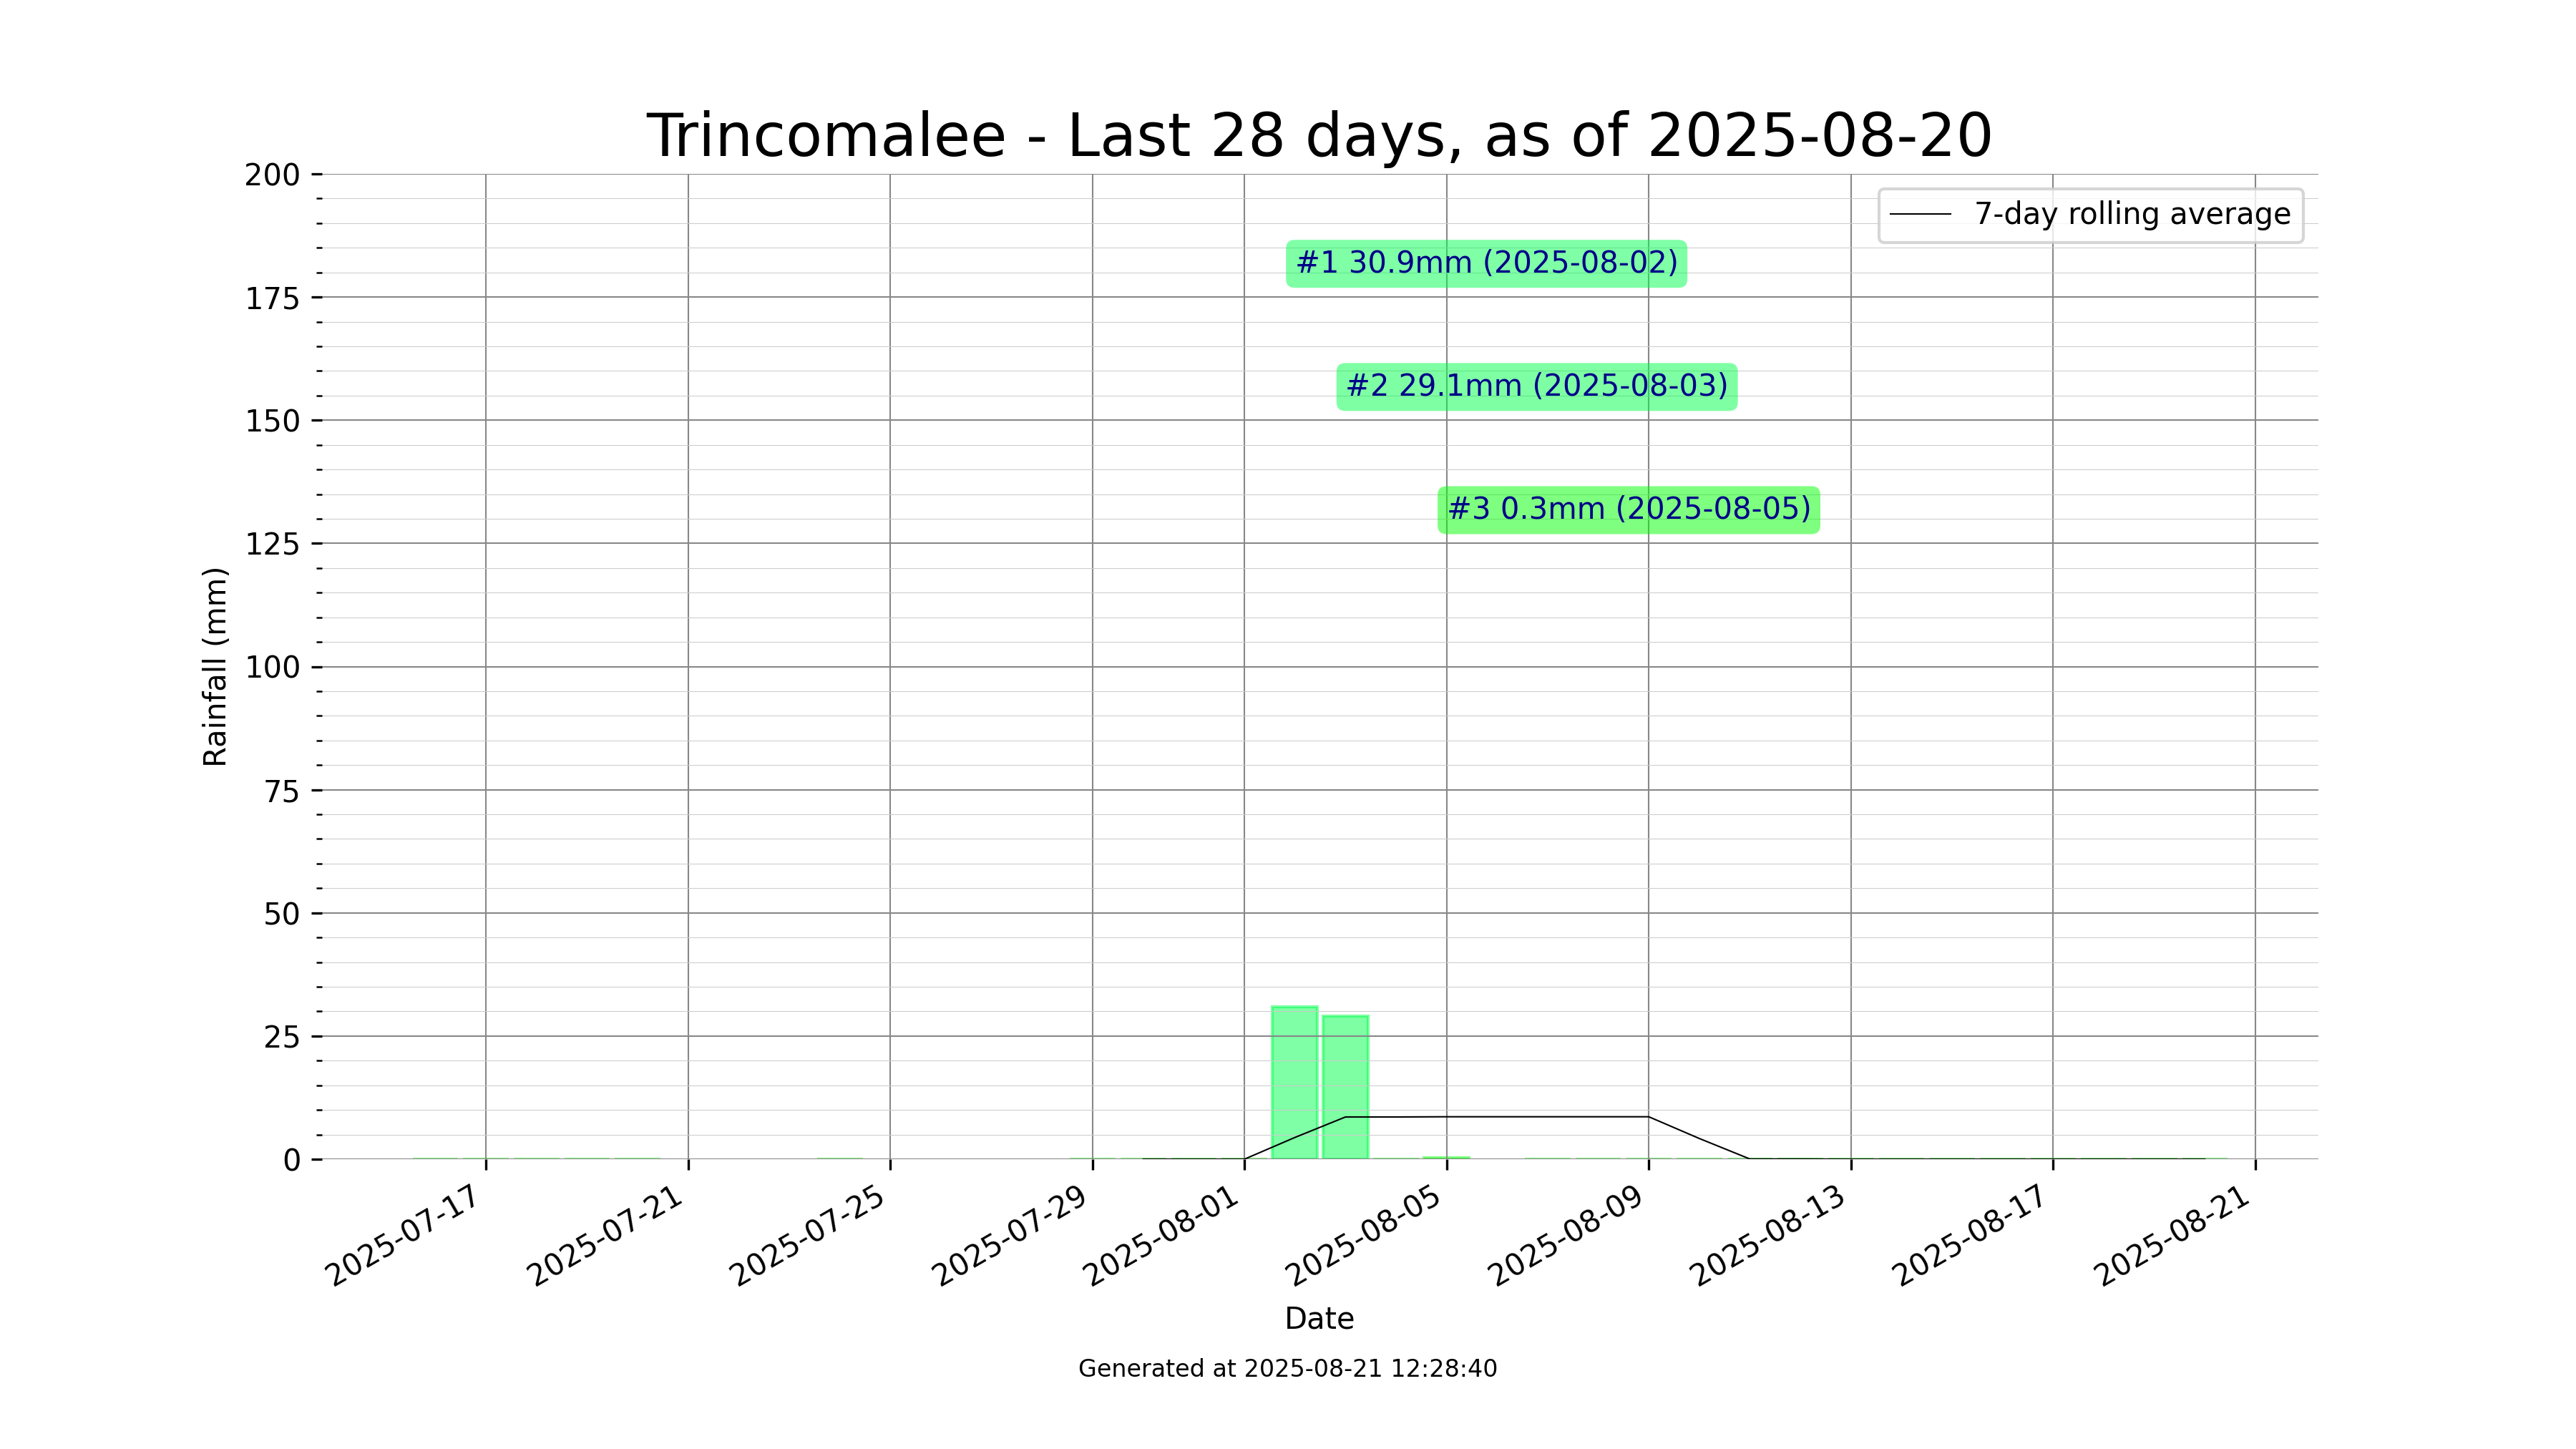 Trincomalee - Last 28 days, as of 2025-08-20
7-day rolling average
#1 30.9mm (2025-08-02)
#2 29.1mm (2025-08-03)
#3 0.3mm (2025-08-05)
Rainfall (mm)
200
175
150
125
100
75
50
25
0
2025-07-17
2025-07-21
2025-07-25
2025-07-29
2025-08-01
2025-08-05
2025-08-09
2025-08-13
2025-08-17
2025-08-21
Date
Generated at 2025-08-21 12:28:40